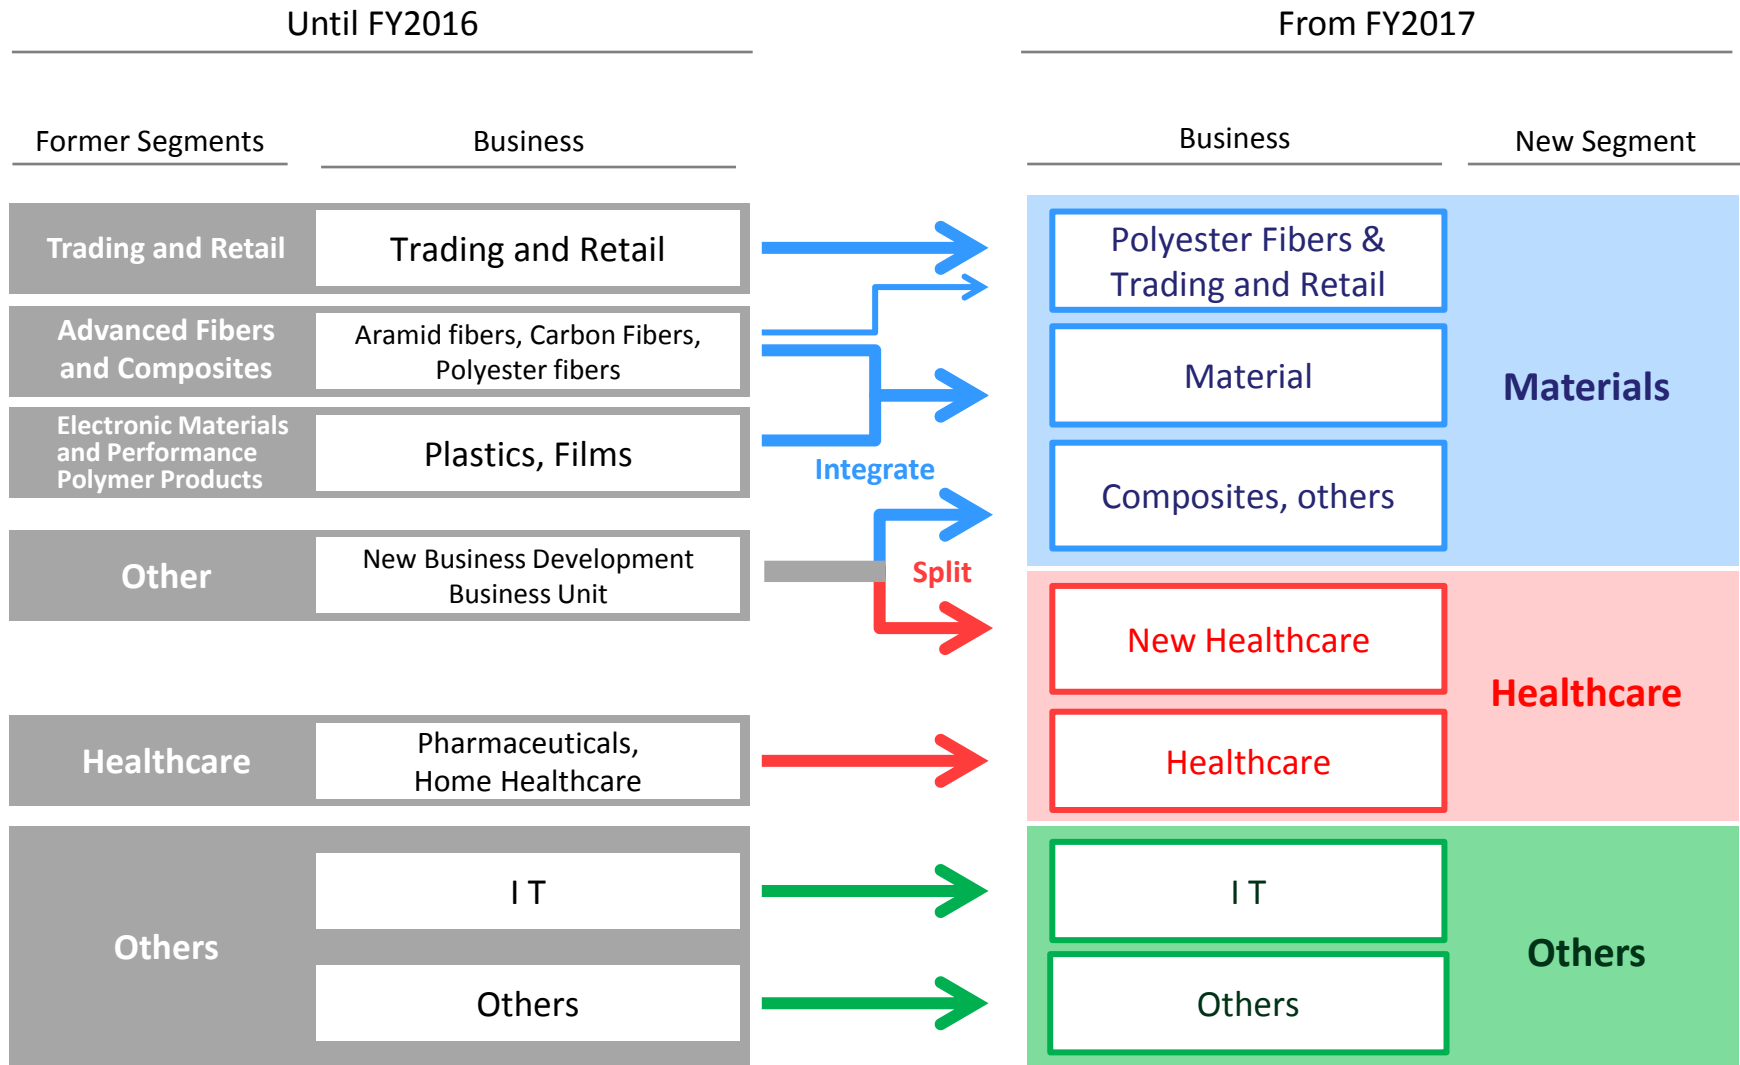 Until FY2016
From FY2017
Former Segments
Business
Business
New Segment
Trading and Retail
Trading and Retail
Polyester Fibers &
Trading and Retail
Advanced Fibers
and Composites
Aramid fibers, Carbon Fibers,
Polyester fibers
Material
Materials
Electronic Materials
and Performance
Polymer Products
Plastics, Films
Integrate
Composites, others
Other
New Business Development
Business Unit
Split
New Healthcare
Healthcare
Healthcare
Pharmaceuticals,
Home Healthcare
Healthcare
Others
I T
I T
Others
Others
Others